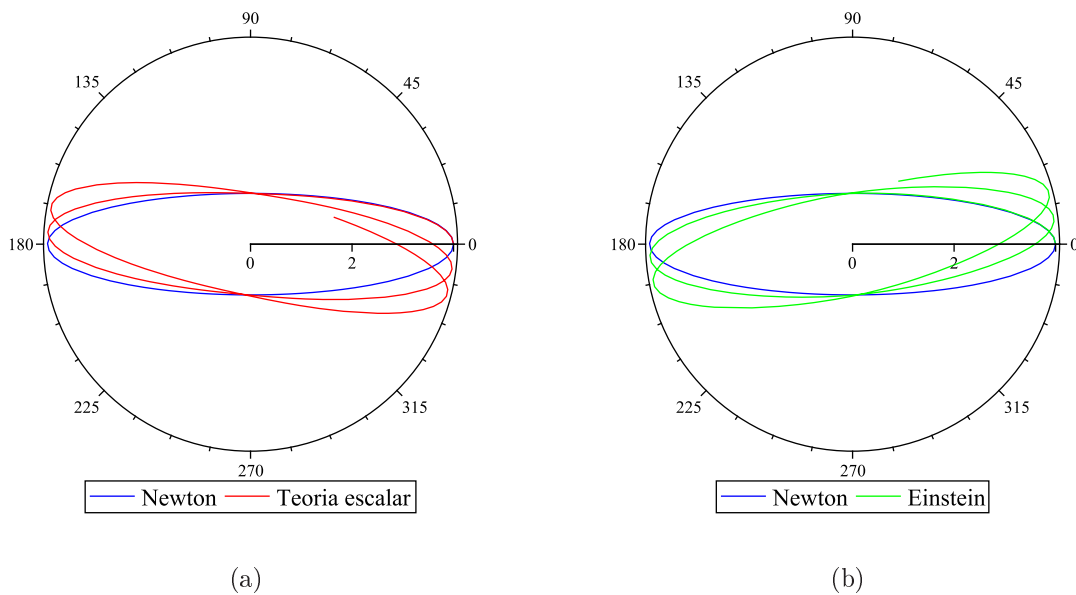 90 90
135 45 135 45
180 0 2 0 180 0 2 0
225 315 225 315
270 270
Newton Teoria escalar Newton Einstein
(a) (b)